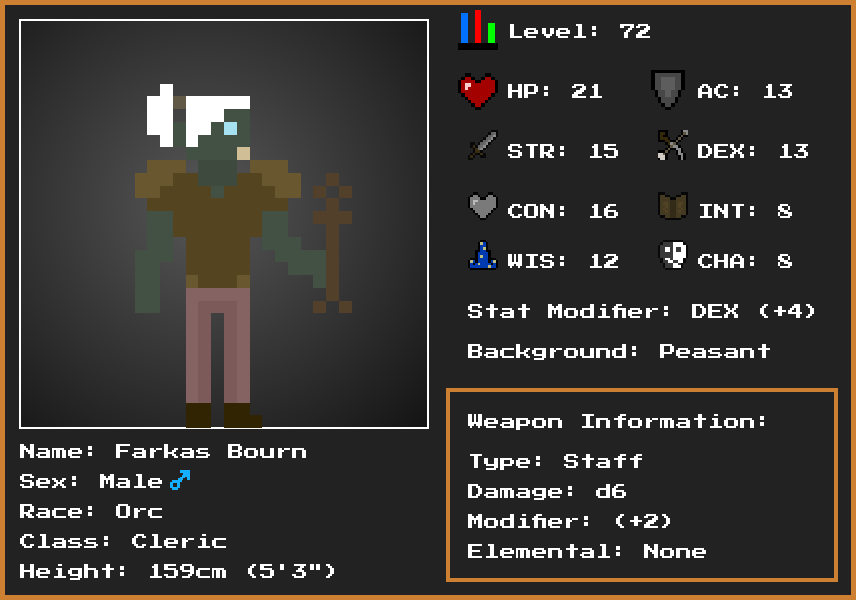 Level: 72
HP: 21 AC: 13
STR: 15 DEX: 13
CON: 16 INT: 8
WIS: 12 CHA: 8
Stat Modifier: DEX (+4)
Background: Peasant
Weapon Information:
Type: Staff
Damage: d6
Modifier: (+2)
Elemental: None
Name: Farkas Bourn
Sex: Male ♂
Race: Orc
Class: Cleric
Height: 159cm (5'3")